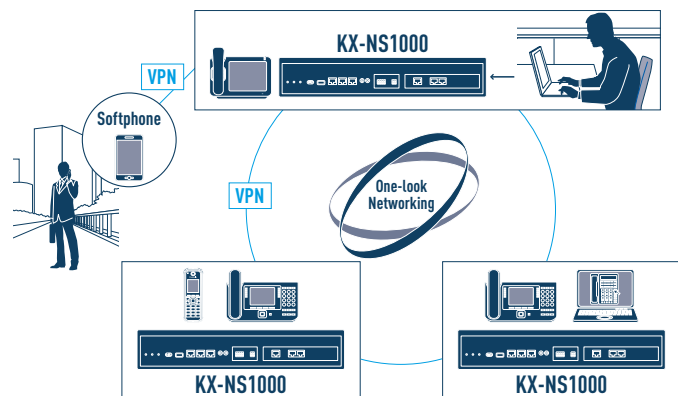 KX-NS1000
VPN
Softphone
VPN
One-look
Networking
KX-NS1000
KX-NS1000